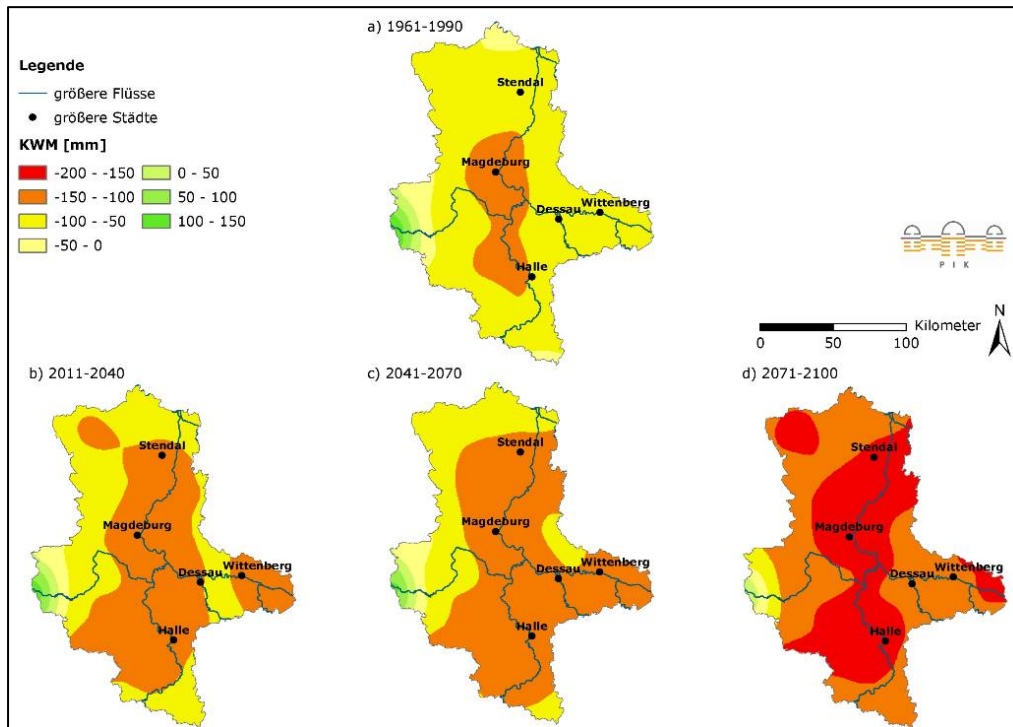 a) 1961-1990
Legende
größere Flüsse
größere Städte
KWM [mm]
-200 - -150
0 - 50
-150 - -100
50 - 100
-100 - -50
100 - 150
-50 - 0
Stendal
Magdeburg
Dessau
Wittenberg
Halle
P I K
Kilometer
0 50 100
N
b) 2011-2040
Stendal
Magdeburg
Dessau
Wittenberg
Halle
c) 2041-2070
Stendal
Magdeburg
Dessau
Wittenberg
Halle
d) 2071-2100
Stendal
Magdeburg
Dessau
Wittenberg
Halle